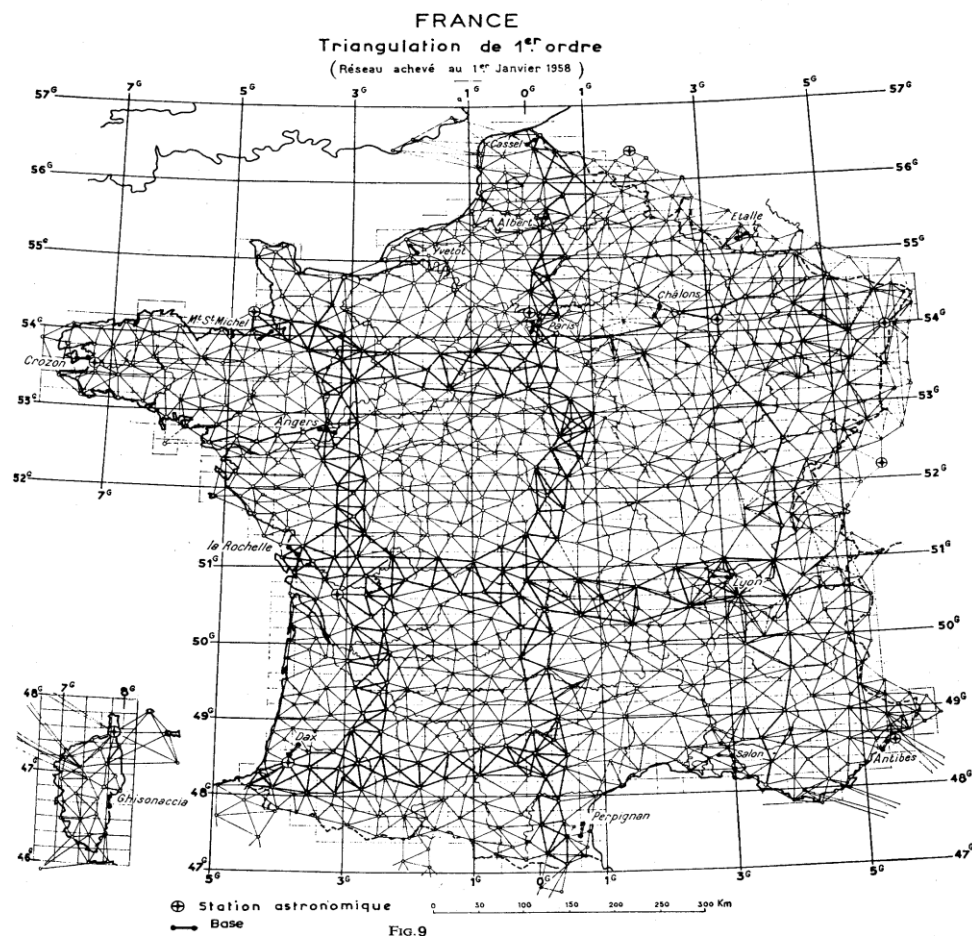 FRANCE
Triangulation de 1er ordre
(Réseau achevé au 1er Janvier 1958)
57G 7G 5G 3G 1G 0G 1G 3G 5G 57G
Cassel
56G 56G
Albert Etalle
55G Yvetot 55G
Châlons
54G Mt St Michel Paris 54G
Crozon
53G 53G
Angers
52G 7G 52G
la Rochelle
51G 51G
Lyon
50G 50G
48G 7G 8G
49G 49G
Dax Salon Antibes
47G Ghisonaccia 48G 48G
Perpignan
46G 47G 47G
5G 3G 1G 0G 1G 3G 5G
Station astronomique 0 50 100 150 200 250 300 Km
Base
FIG.9